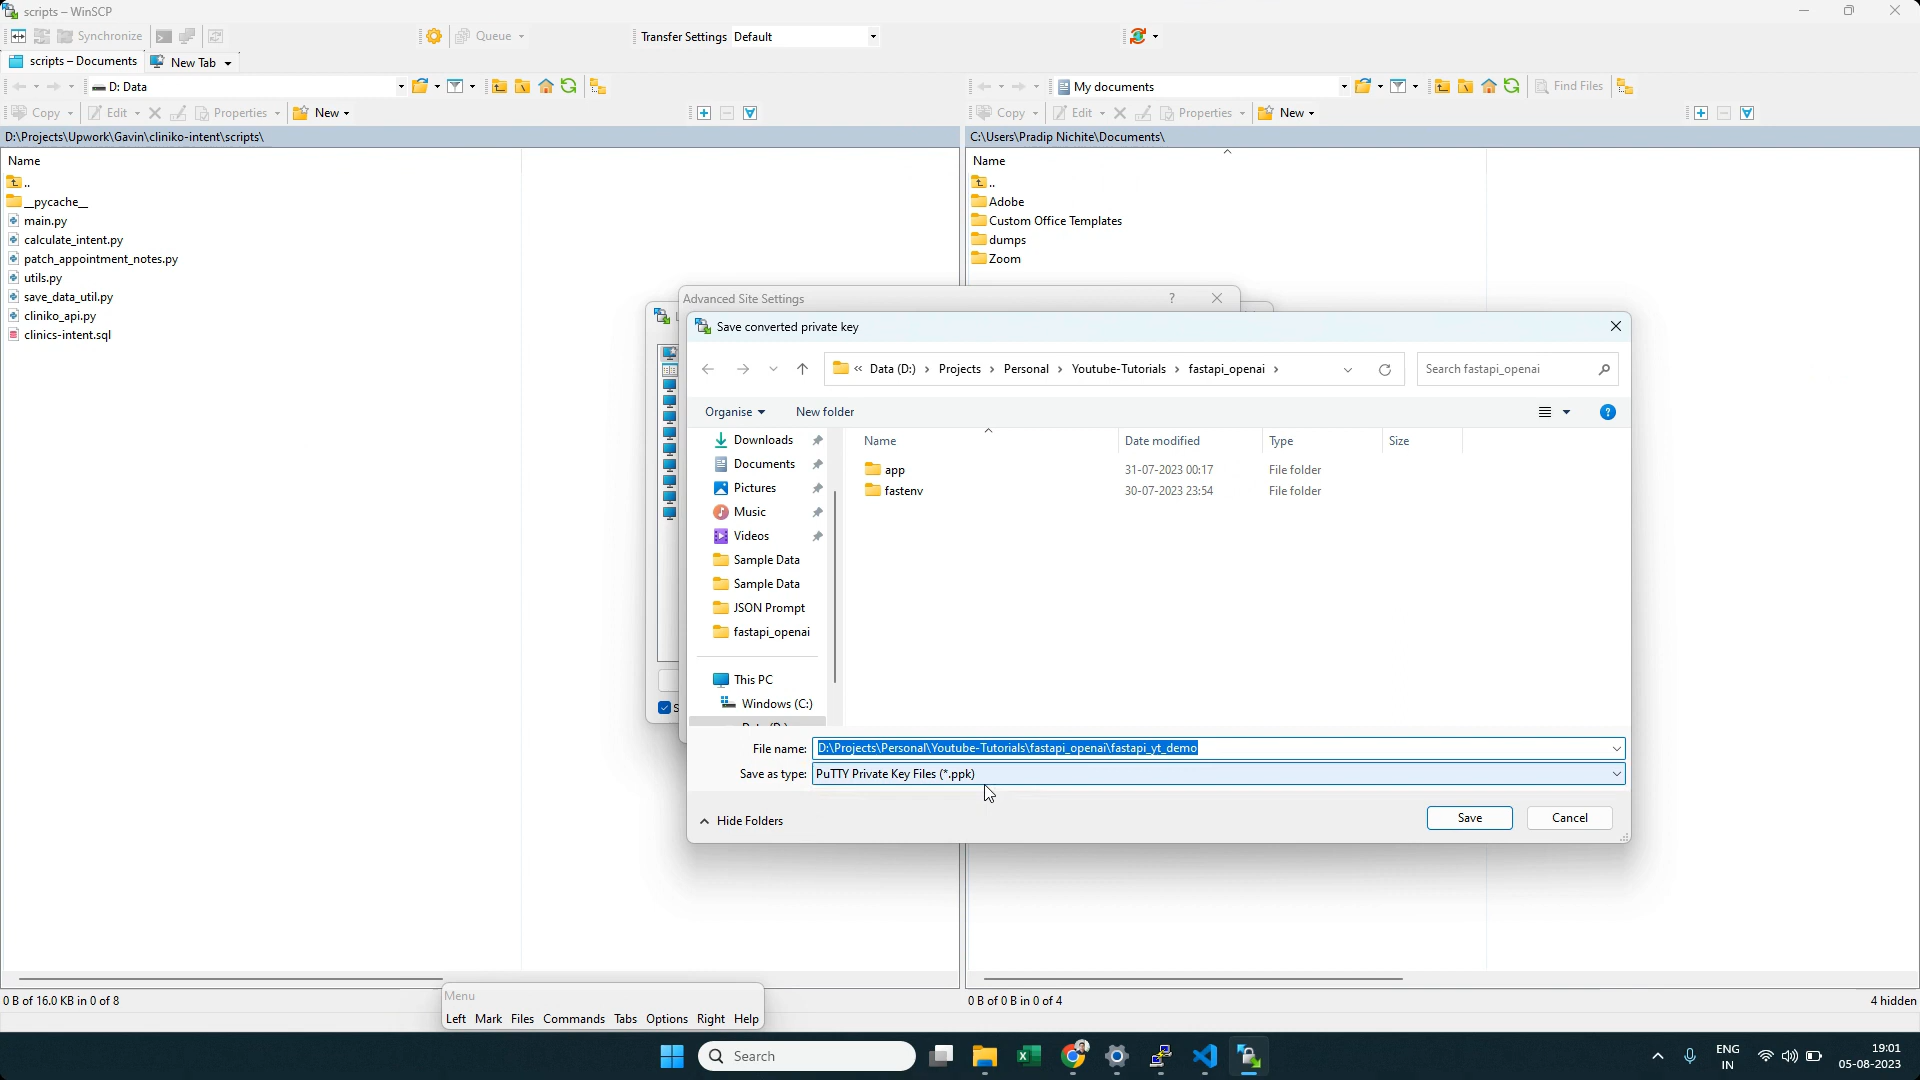 scripts – WinSCP
Synchronize
Queue
Transfer Settings Default
scripts – Documents
New Tab
D: Data
My documents
Find Files
Copy
Edit
Properties
New
Copy
Edit
Properties
New
D:\Projects\Upwork\Gavin\cliniko-intent\scripts\
C:\Users\Pradip Nichite\Documents\
Name
..
__pycache__
main.py
calculate_intent.py
patch_appointment_notes.py
utils.py
save_data_util.py
cliniko_api.py
clinics-intent.sql
Name
..
Adobe
Custom Office Templates
dumps
Zoom
Advanced Site Settings
?
Save converted private key
« Data (D:) › Projects › Personal › Youtube-Tutorials › fastapi_openai ›
Search fastapi_openai
Organise
New folder
?
Downloads
Documents
Pictures
Music
Videos
Sample Data
Sample Data
JSON Prompt
fastapi_openai
This PC
Windows (C:)
Name Date modified Type Size
app 31-07-2023 00:17 File folder
fastenv 30-07-2023 23:54 File folder
File name: D:\Projects\Personal\Youtube-Tutorials\fastapi_openai\fastapi_yt_demo
Save as type: PuTTY Private Key Files (*.ppk)
Hide Folders
Save
Cancel
0 B of 16.0 KB in 0 of 8
0 B of 0 B in 0 of 4
4 hidden
Menu
Left Mark Files Commands Tabs Options Right Help
Search
ENG
IN
19:01
05-08-2023